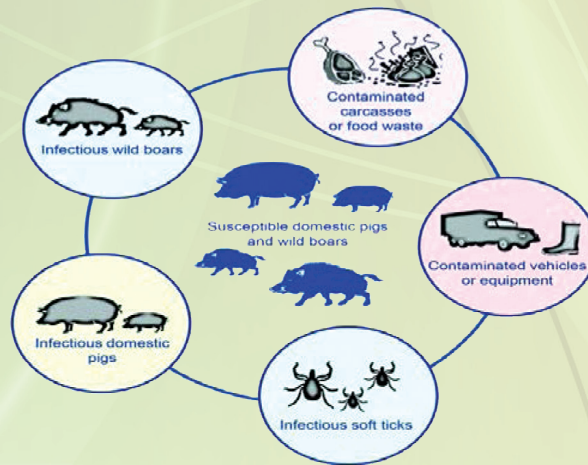 Contaminated
carcasses
or food waste
Infectious wild boars
Susceptible domestic pigs
and wild boars
Contaminated vehicles
or equipment
Infectious domestic
pigs
Infectious soft ticks